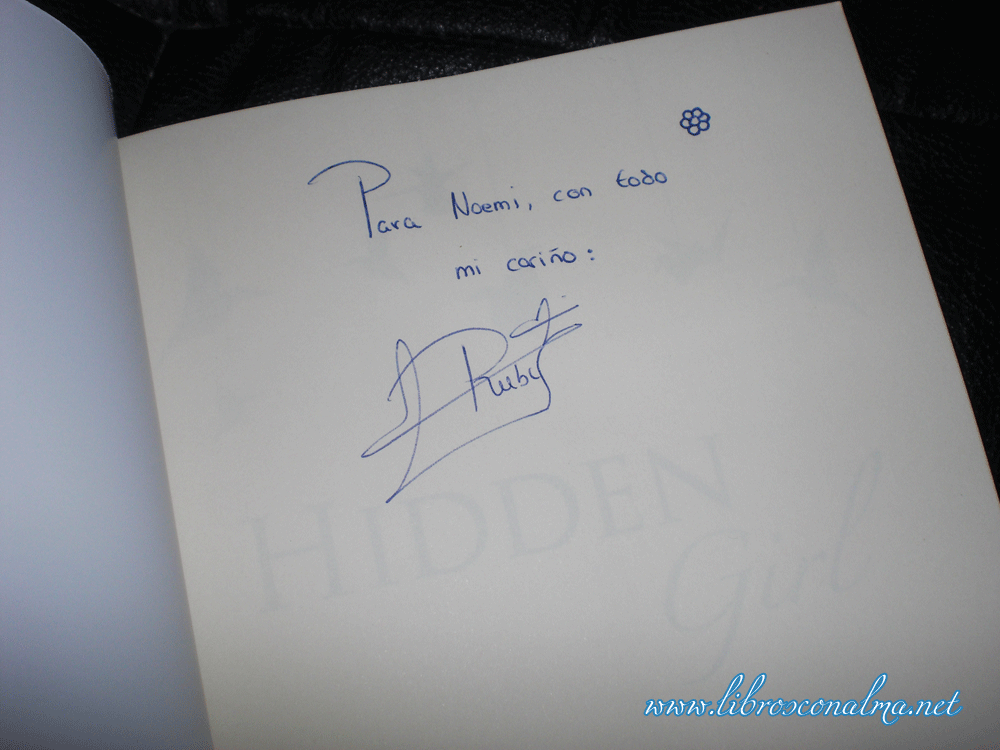 Para Noemi, con todo
mi cariño:
Ruby
HIDDEN
Girl
www.librosconalma.net